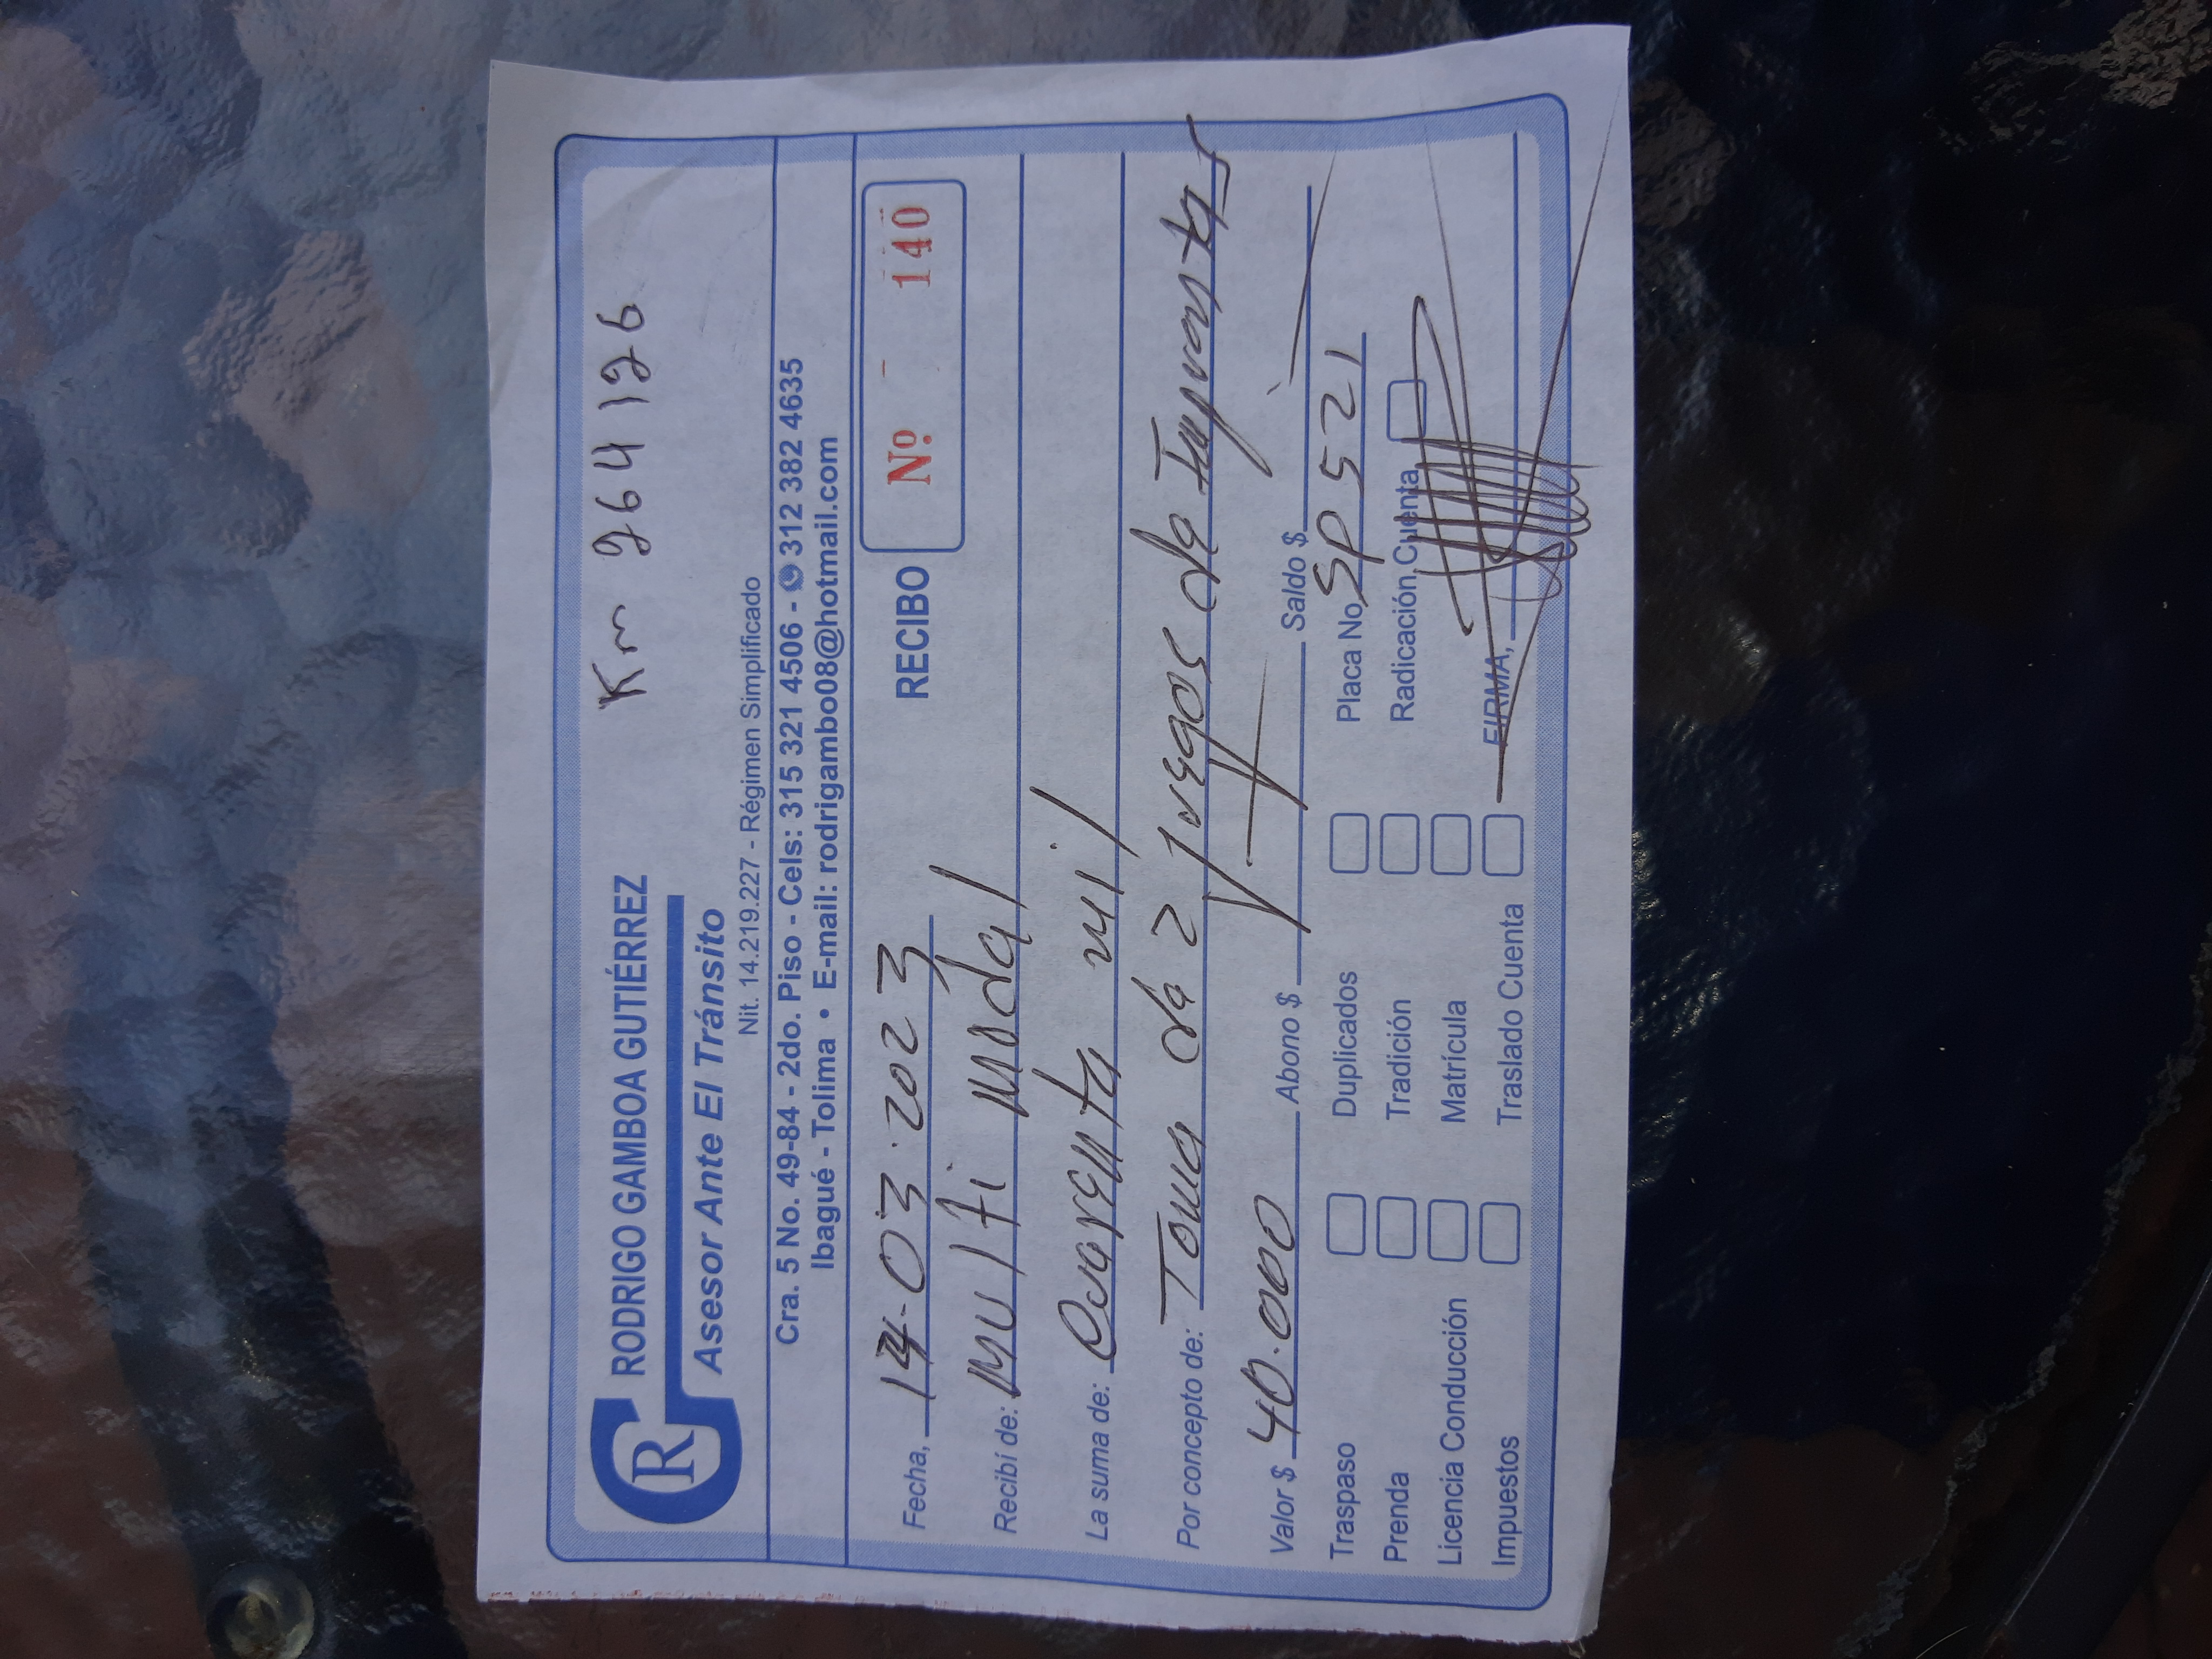 Km 264126
R
RODRIGO GAMBOA GUTIÉRREZ
Asesor Ante El Tránsito
Nit. 14.219.227 - Régimen Simplificado
Cra. 5 No. 49-84 - 2do. Piso - Cels: 315 321 4506 - 312 382 4635
Ibagué - Tolima • E-mail: rodrigambo08@hotmail.com
Fecha, 14-03-2023 RECIBO Nº 140
Recibí de: Multi modal
La suma de: Cuarenta mil
Por concepto de: Toma de 2 Juegos de Improntas
Valor $ 40.000 Abono $ Saldo $
Traspaso Duplicados Placa No. SP 521
Prenda Tradición Radicación Cuenta
Licencia Conducción Matrícula
Impuestos Traslado Cuenta FIRMA,